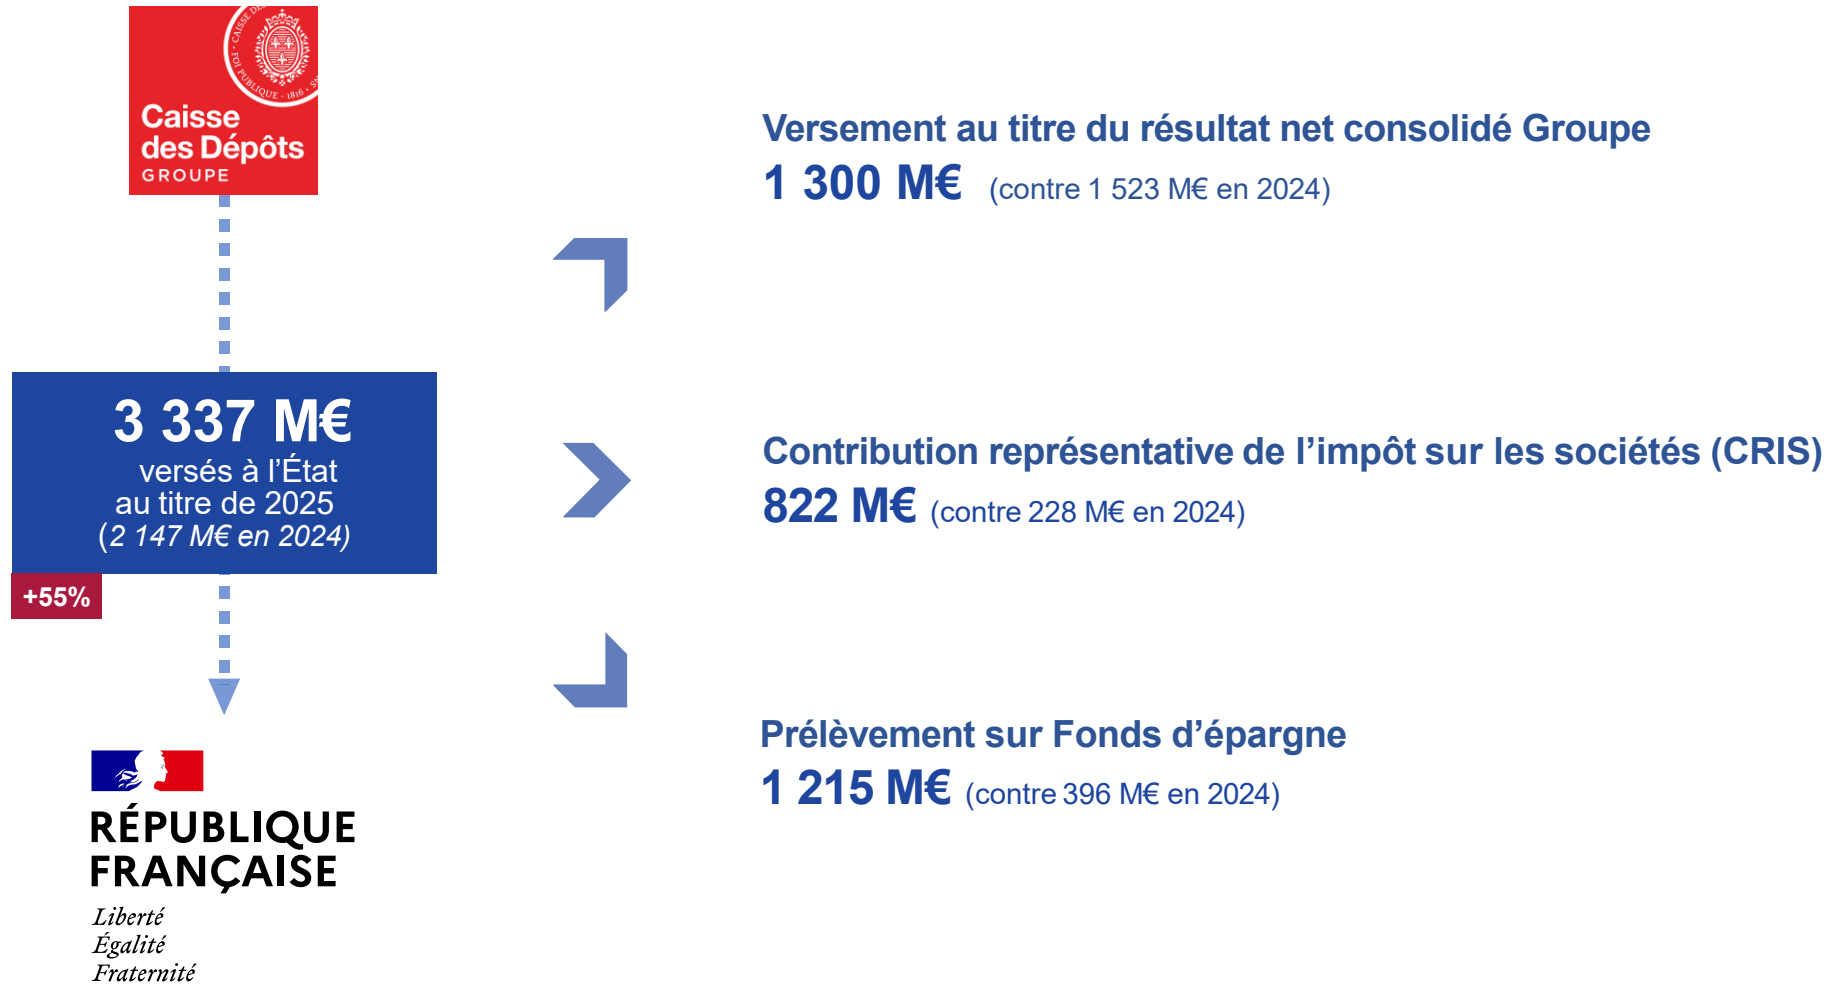 Caisse
des Dépôts
GROUPE
3 337 M€
versés à l’État
au titre de 2025
(2 147 M€ en 2024)
+55%
RÉPUBLIQUE
FRANÇAISE
Liberté
Égalité
Fraternité
Versement au titre du résultat net consolidé Groupe
1 300 M€ (contre 1 523 M€ en 2024)
Contribution représentative de l’impôt sur les sociétés (CRIS)
822 M€ (contre 228 M€ en 2024)
Prélèvement sur Fonds d’épargne
1 215 M€ (contre 396 M€ en 2024)